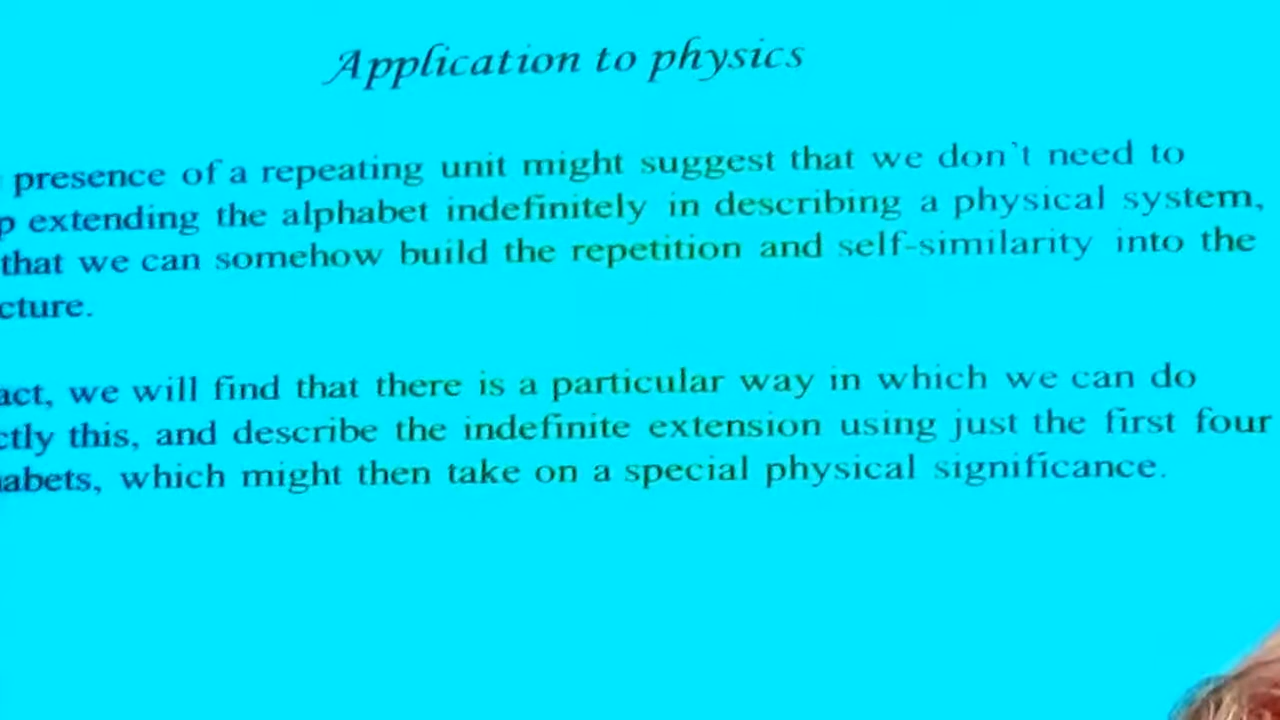 Application to physics
presence of a repeating unit might suggest that we don't need to
p extending the alphabet indefinitely in describing a physical system,
that we can somehow build the repetition and self-similarity into the
cture.
act, we will find that there is a particular way in which we can do
ctly this, and describe the indefinite extension using just the first four
abets, which might then take on a special physical significance.